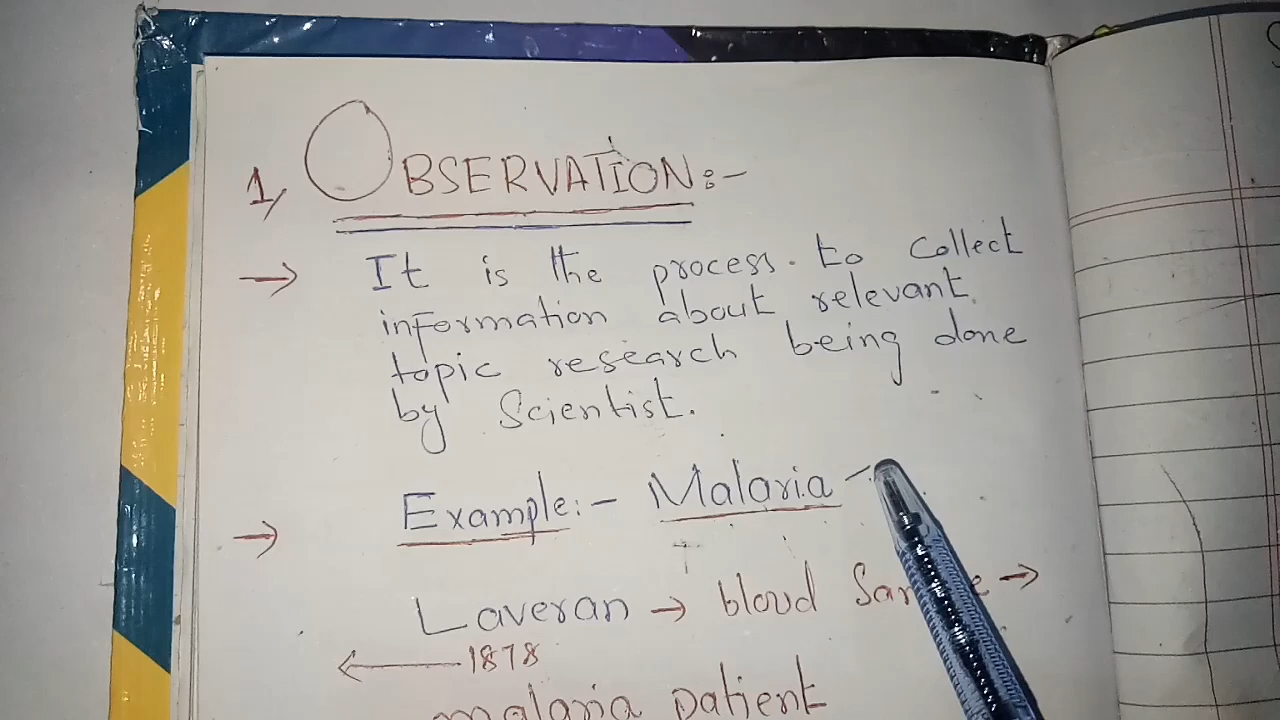 1, OBSERVATION:-
→ It is the process. to collect
information about relevant
topic research being done
by Scientist.
→ Example:- Malaria -
Laveran → blood →
← 1878
malaria patient